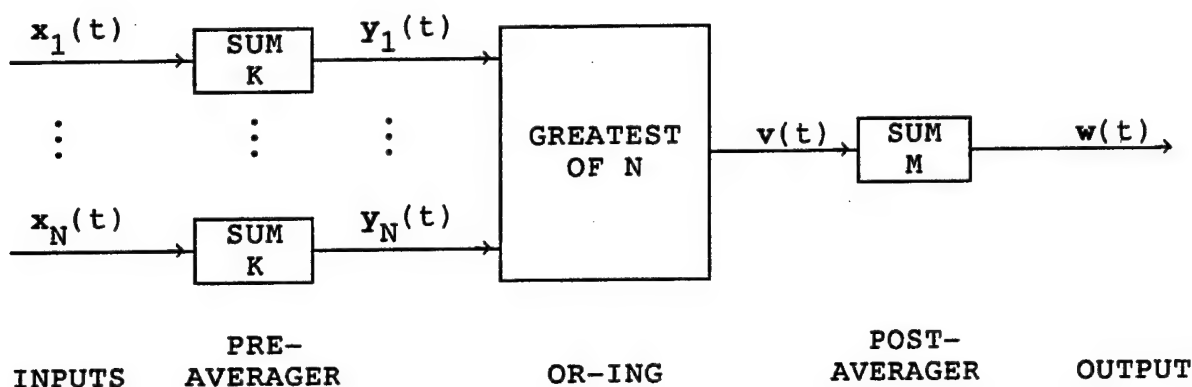 x1(t) SUM K y1(t)
GREATEST OF N
v(t) SUM M w(t)
xN(t) SUM K yN(t)
INPUTS PRE-AVERAGER OR-ING POST-AVERAGER OUTPUT